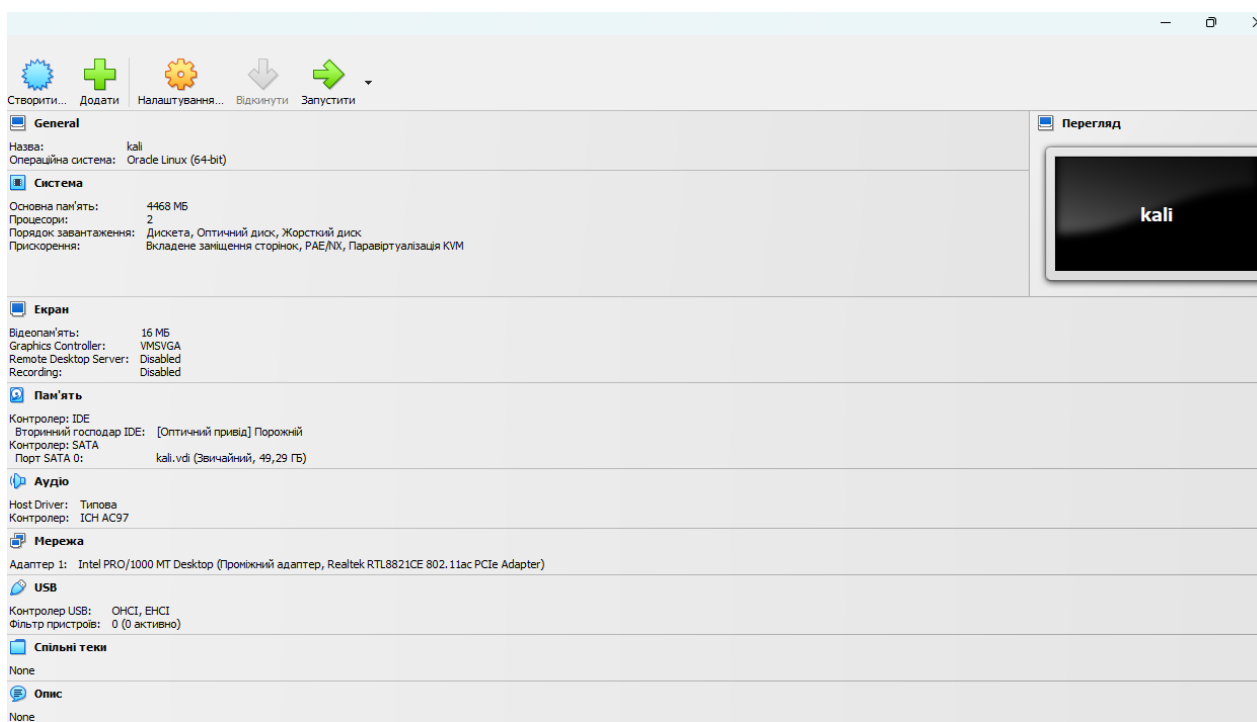 Створити... Додати Налаштування... Відкинути Запустити
General
Назва: kali
Операційна система: Oracle Linux (64-bit)
Перегляд
kali
Система
Основна пам'ять: 4468 МБ
Процесори: 2
Порядок завантаження: Дискета, Оптичний диск, Жорсткий диск
Прискорення: Вкладене заміщення сторінок, PAE/NX, Паравіртуалізація KVM
Екран
Відеопам'ять: 16 МБ
Graphics Controller: VMSVGA
Remote Desktop Server: Disabled
Recording: Disabled
Пам'ять
Контролер: IDE
Вторинний господар IDE: [Оптичний привід] Порожній
Контролер: SATA
Порт SATA 0: kali.vdi (Звичайний, 49,29 ГБ)
Аудіо
Host Driver: Типова
Контролер: ICH AC97
Мережа
Адаптер 1: Intel PRO/1000 MT Desktop (Проміжний адаптер, Realtek RTL8821CE 802.11ac PCIe Adapter)
USB
Контролер USB: OHCI, EHCI
Фільтр пристроїв: 0 (0 активно)
Спільні теки
None
Опис
None